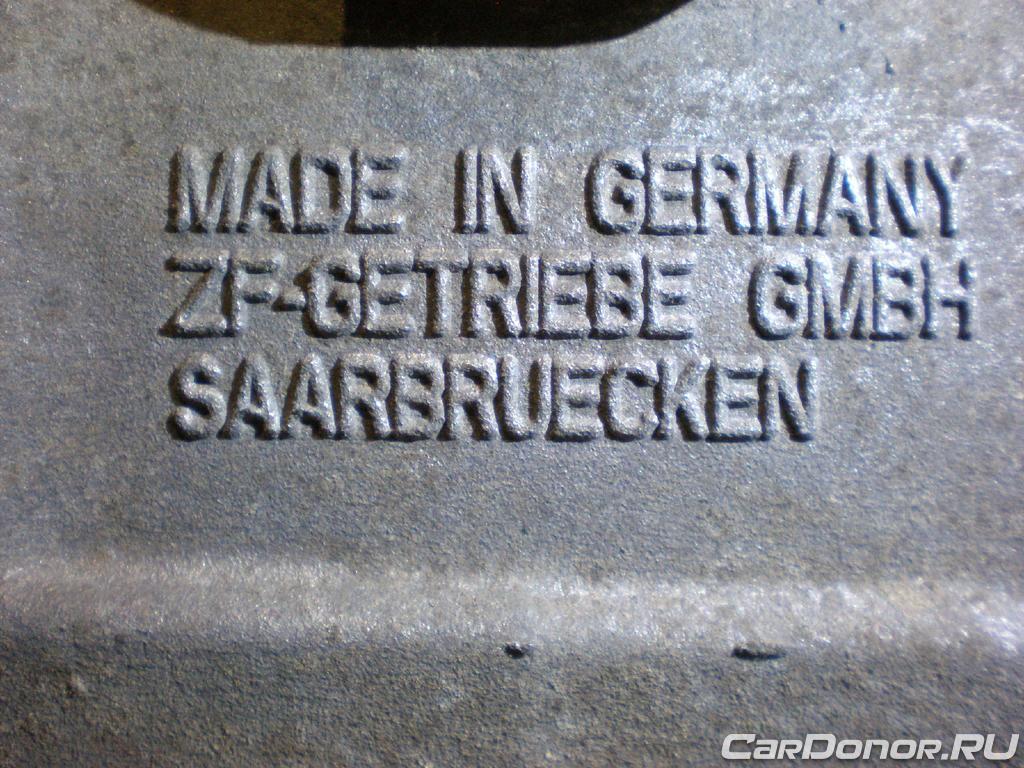 MADE IN GERMANY
ZF-GETRIEBE GMBH
SAARBRUECKEN
CarDonor.RU